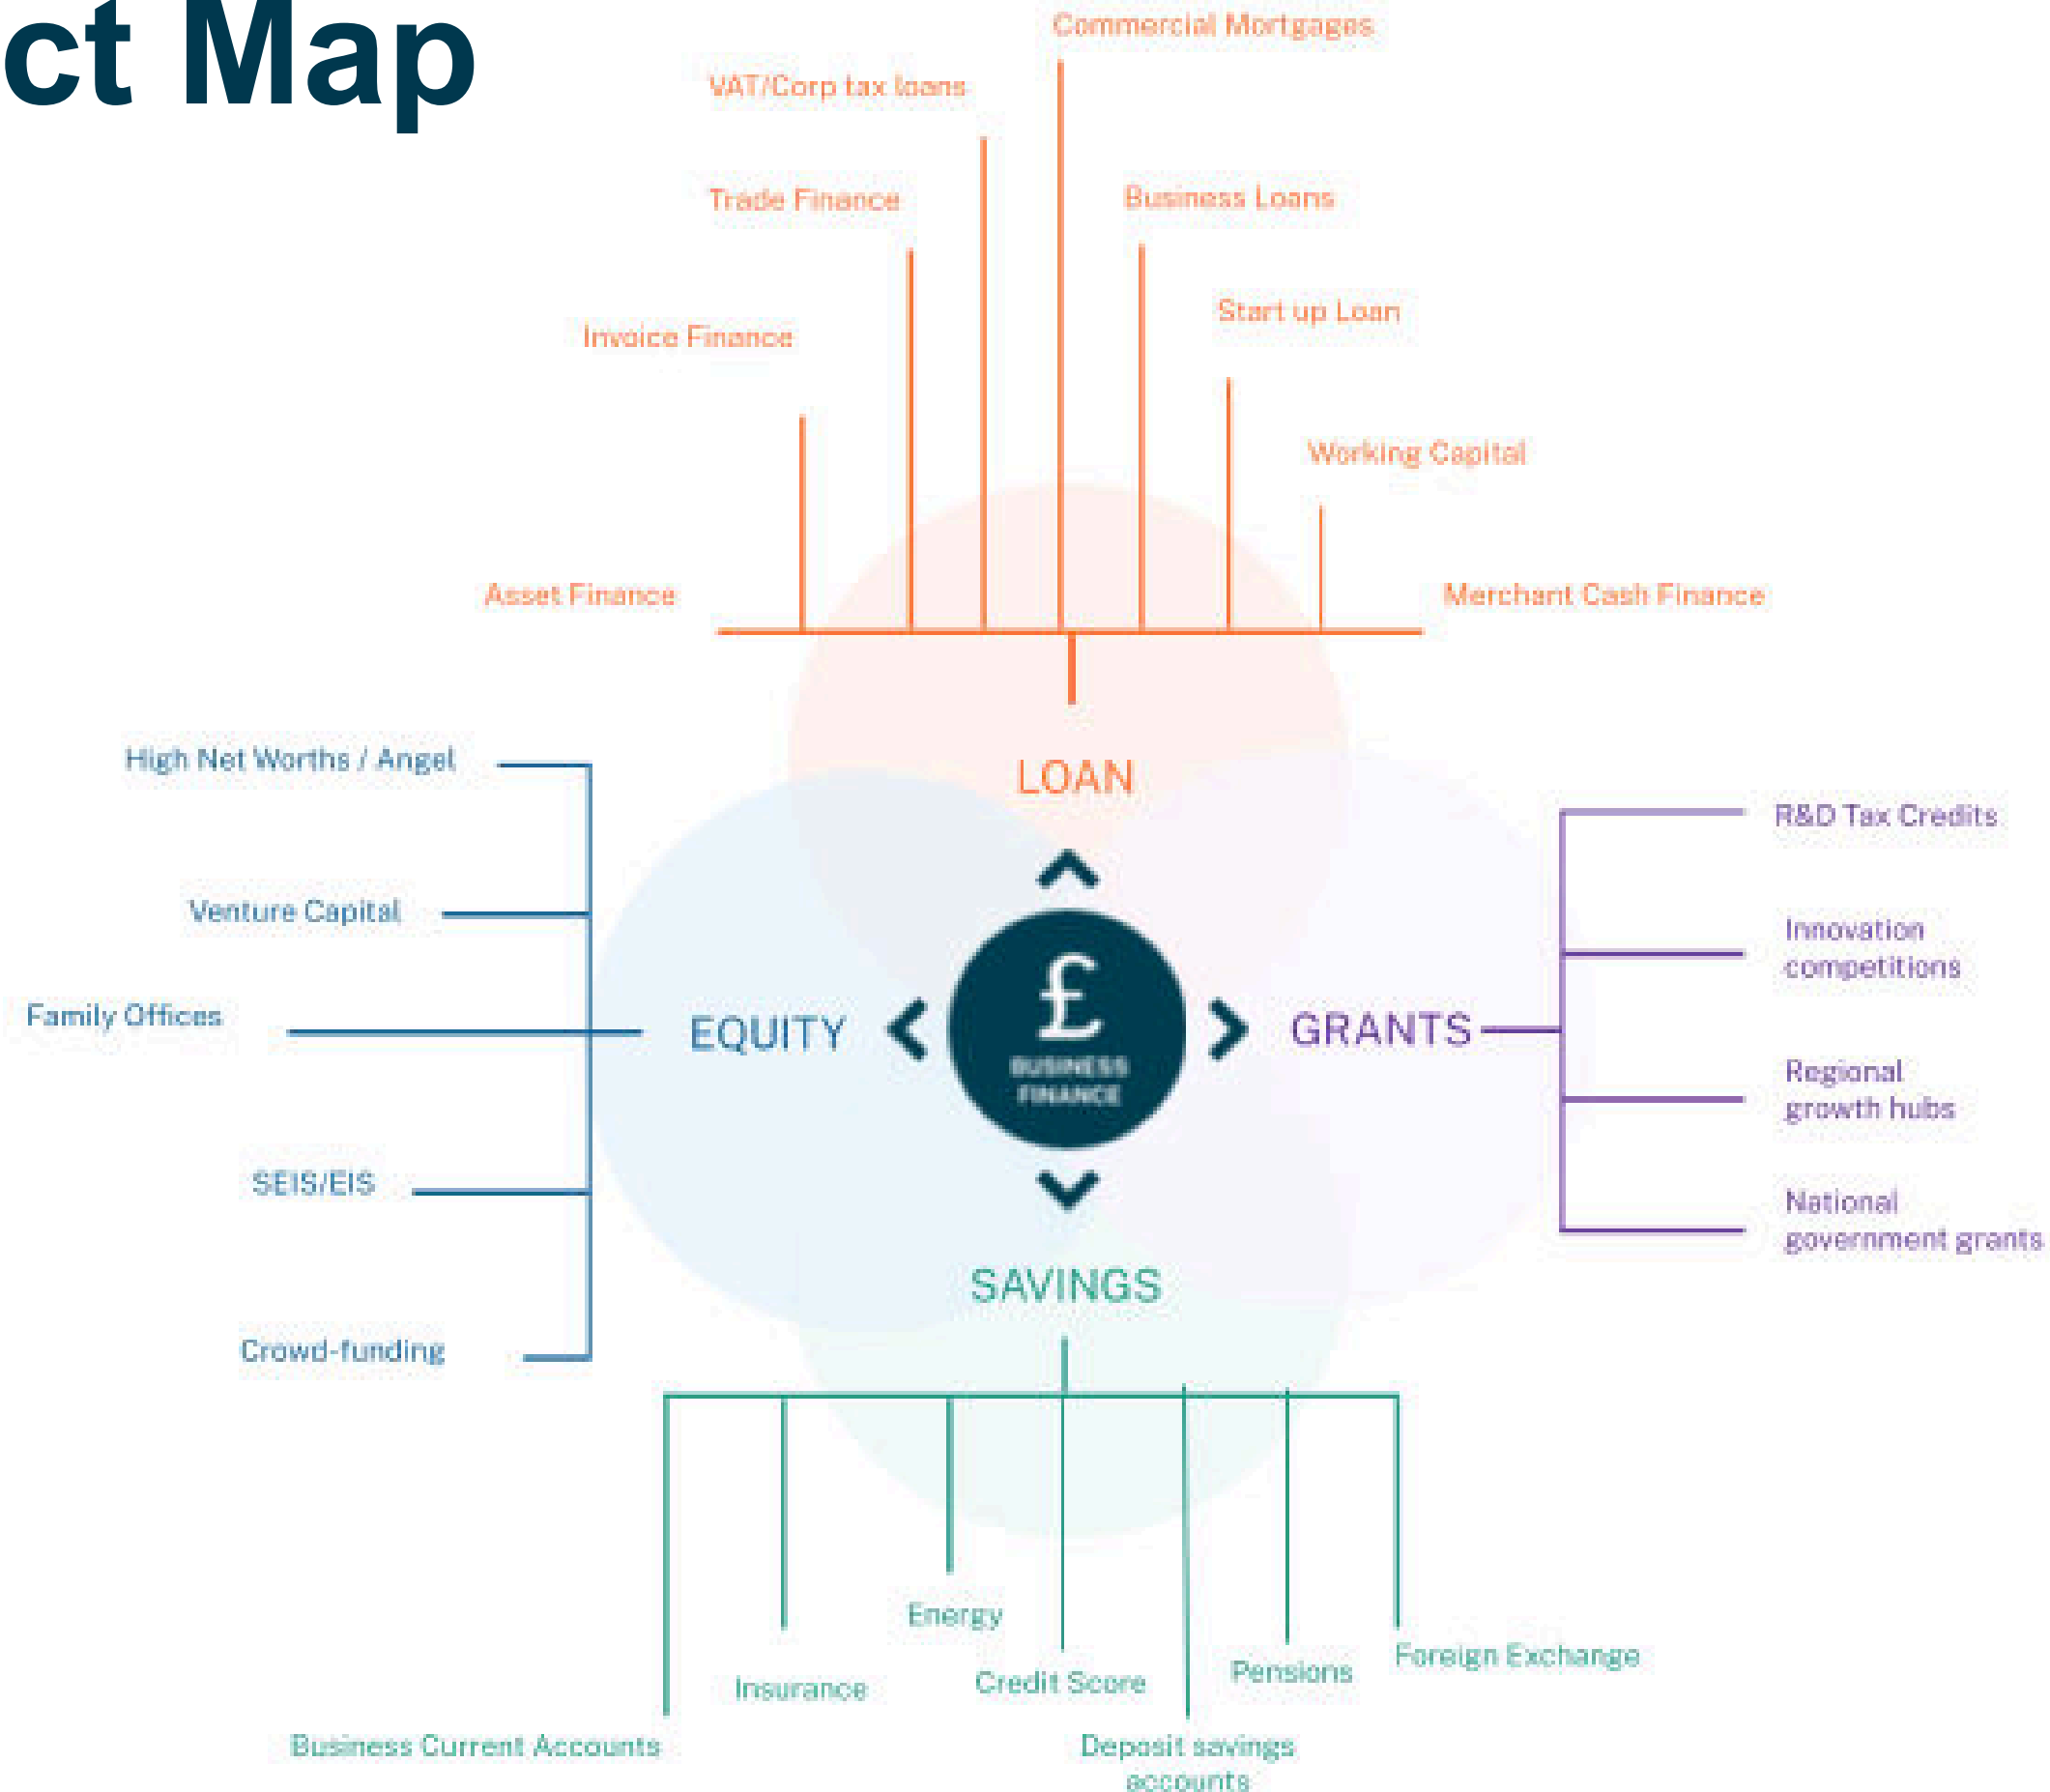 ct Map
Commercial Mortgages
VAT/Corp tax loans
Trade Finance
Business Loans
Start up Loan
Invoice Finance
Working Capital
Asset Finance
Merchant Cash Finance
LOAN
High Net Worths / Angel
Venture Capital
Family Offices
SEIS/EIS
Crowd-funding
EQUITY
£
BUSINESS
FINANCE
GRANTS
R&D Tax Credits
Innovation
competitions
Regional
growth hubs
National
government grants
SAVINGS
Energy
Foreign Exchange
Pensions
Credit Score
Insurance
Business Current Accounts
Deposit savings
accounts